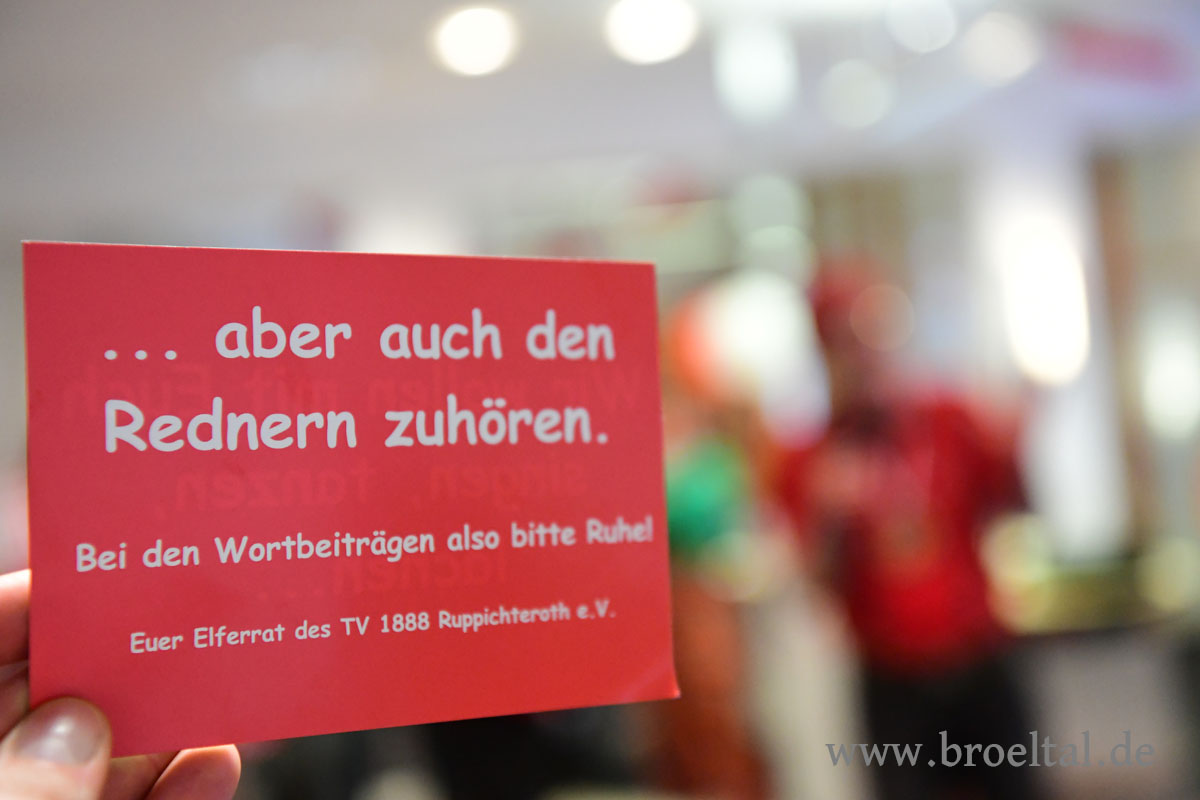 ... aber auch den
Rednern zuhören.
Bei den Wortbeiträgen also bitte Ruhe!
Euer Elferrat des TV 1888 Ruppichteroth e.V.
www.broeltal.de